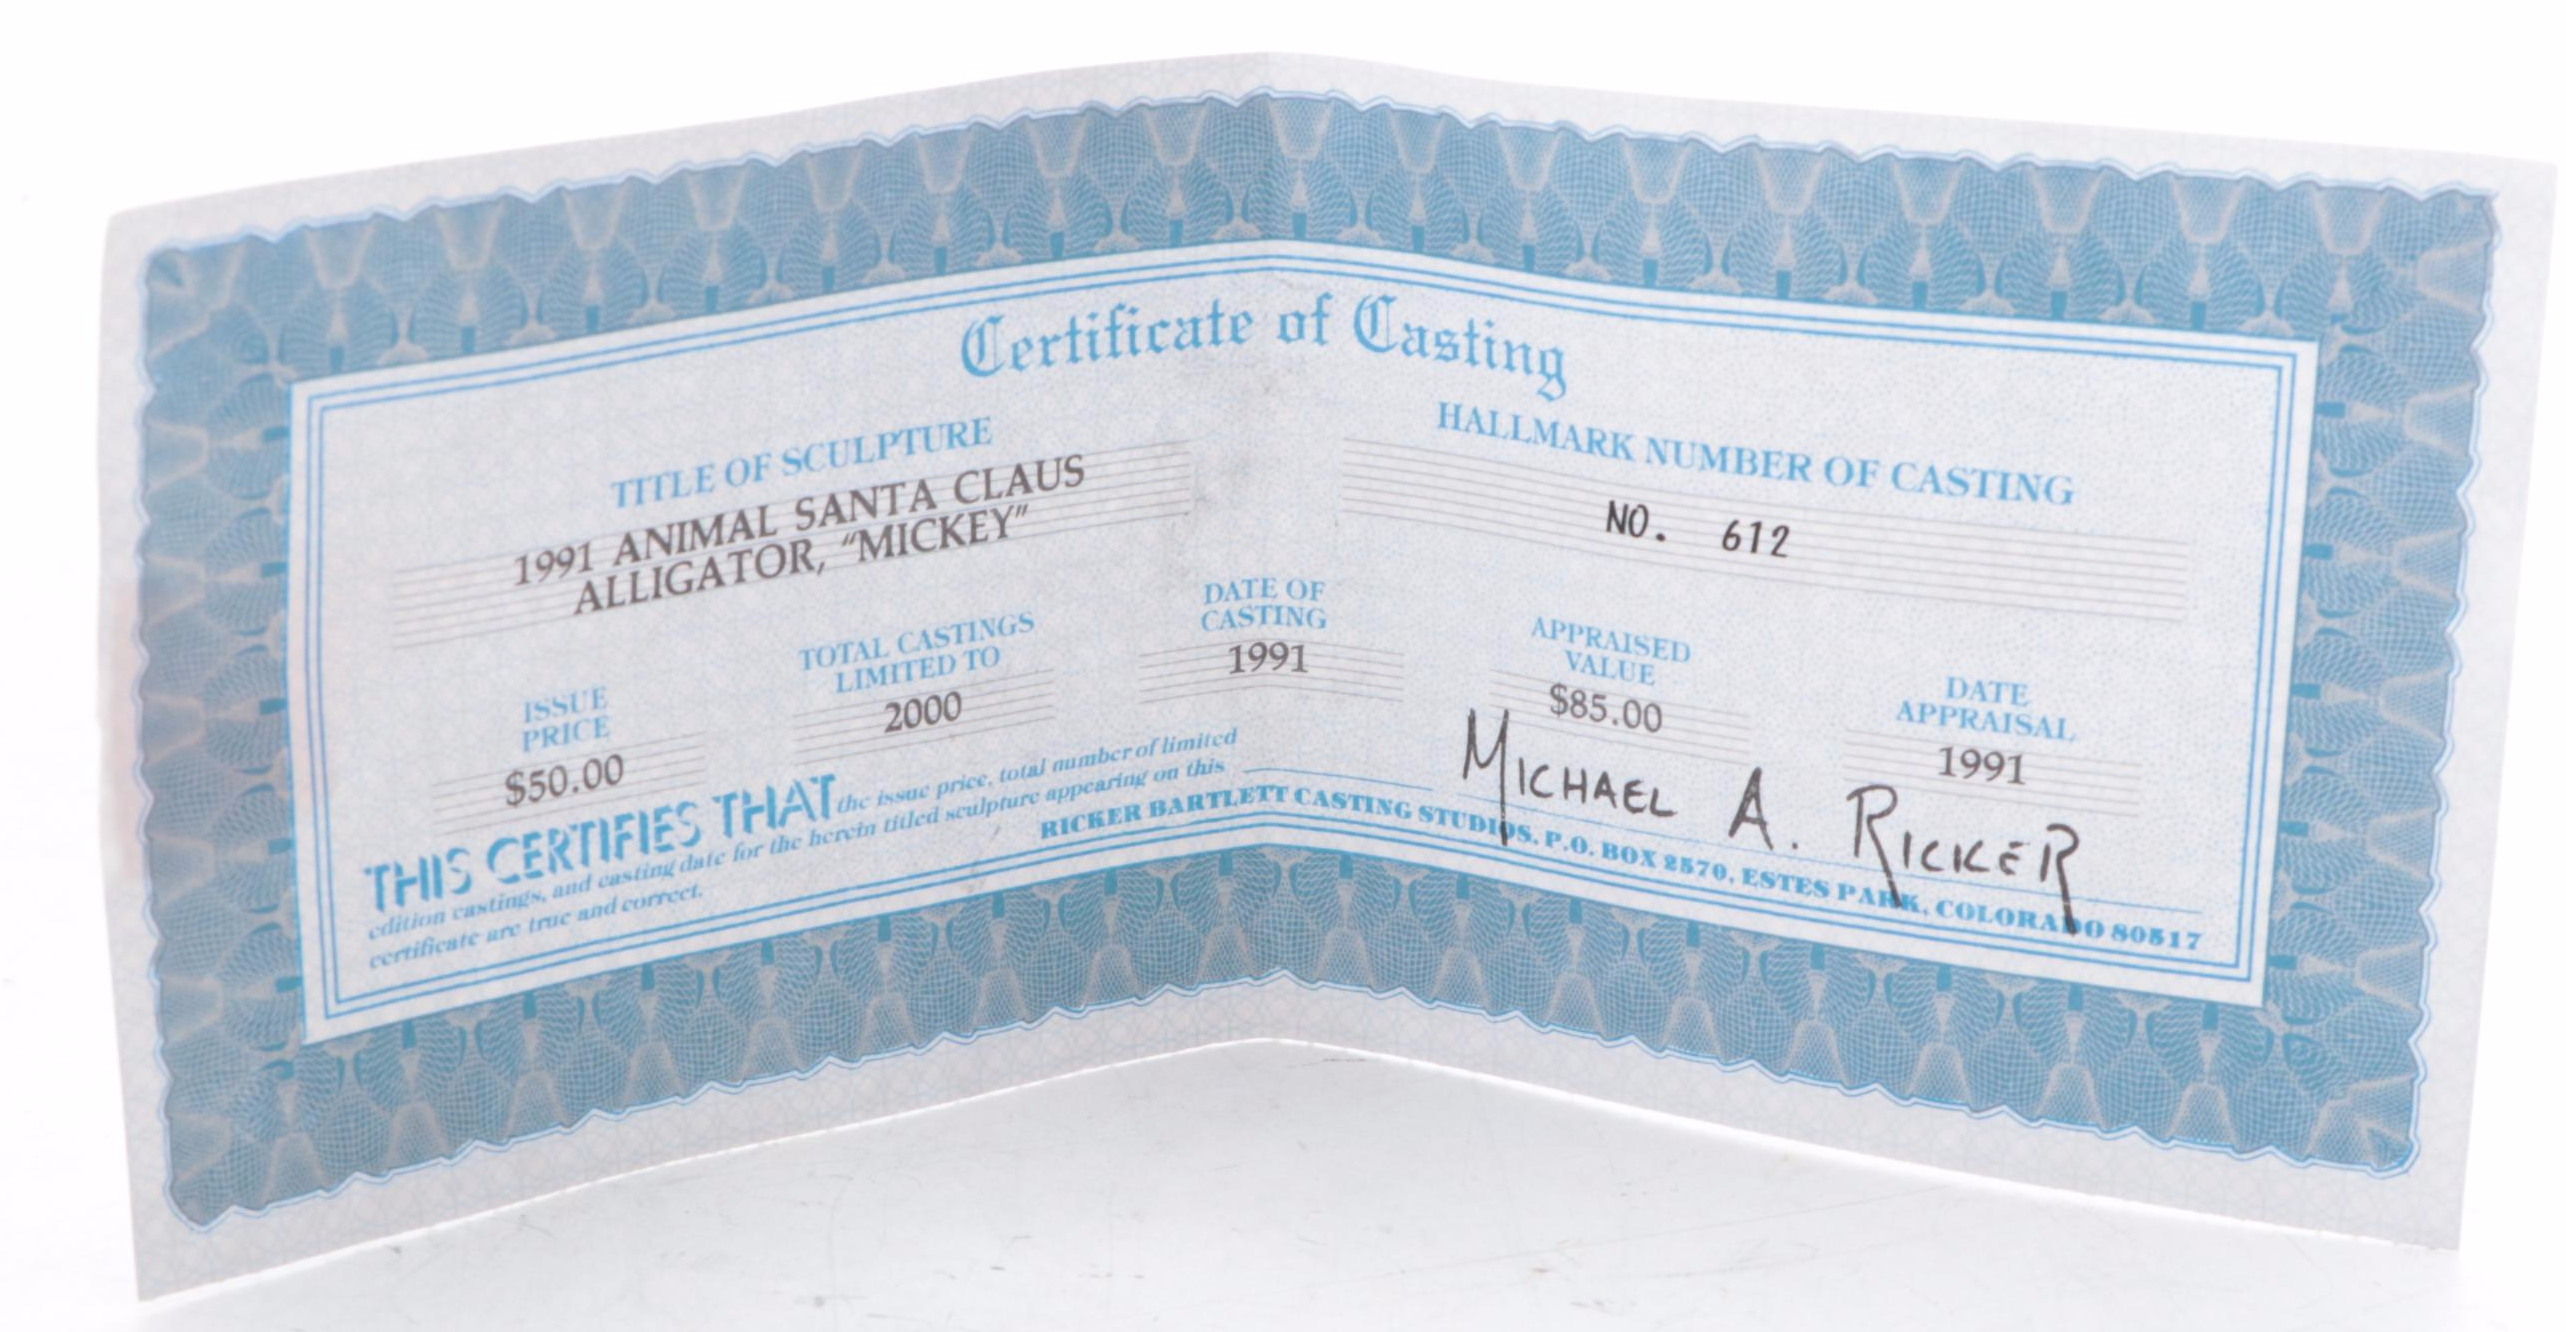 Certificate of Casting
TITLE OF SCULPTURE
1991 ANIMAL SANTA CLAUS
ALLIGATOR, "MICKEY"
HALLMARK NUMBER OF CASTING
NO. 612
ISSUE
PRICE
$50.00
TOTAL CASTINGS
LIMITED TO
2000
DATE OF
CASTING
1991
APPRAISED
VALUE
$85.00
DATE
APPRAISAL
1991
THIS CERTIFIES THAT the issue price, total number of limited
edition castings, and casting date for the herein titled sculpture appearing on this
certificate are true and correct.
MICHAEL A. RICKER
RICKER BARTLETT CASTING STUDIOS, P.O. BOX 2570, ESTES PARK, COLORADO 80517